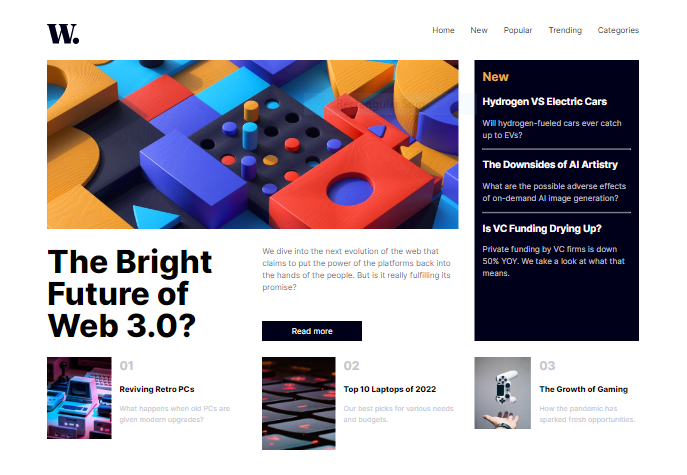 W.
Home New Popular Trending Categories
New
Hydrogen VS Electric Cars
Will hydrogen-fueled cars ever catch
up to EVs?
The Downsides of AI Artistry
What are the possible adverse effects
of on-demand AI image generation?
Is VC Funding Drying Up?
Private funding by VC firms is down
50% YOY. We take a look at what that
means.
The Bright
Future of
Web 3.0?
We dive into the next evolution of the web that
claims to put the power of the platforms back into
the hands of the people. But is it really fulfilling its
promise?
Read more
01
Reviving Retro PCs
What happens when old PCs are
given modern upgrades?
02
Top 10 Laptops of 2022
Our best picks for various needs
and budgets.
03
The Growth of Gaming
How the pandemic has
sparked fresh opportunities.